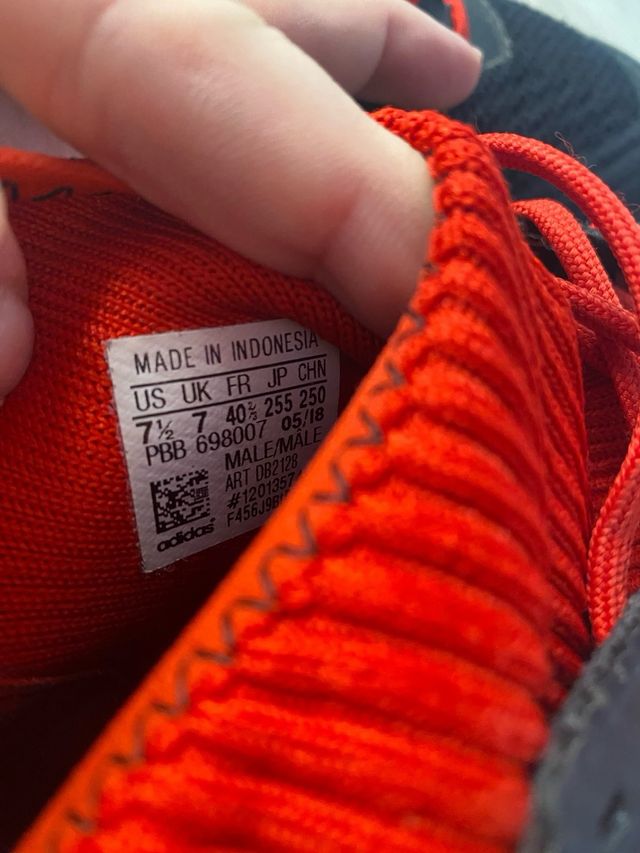 MADE IN INDONESIA
US UK FR JP CHN
7½ 7 40⅔ 255 250
PBB 698007 05/18
MALE/MÂLE
ART DB2128
adidas